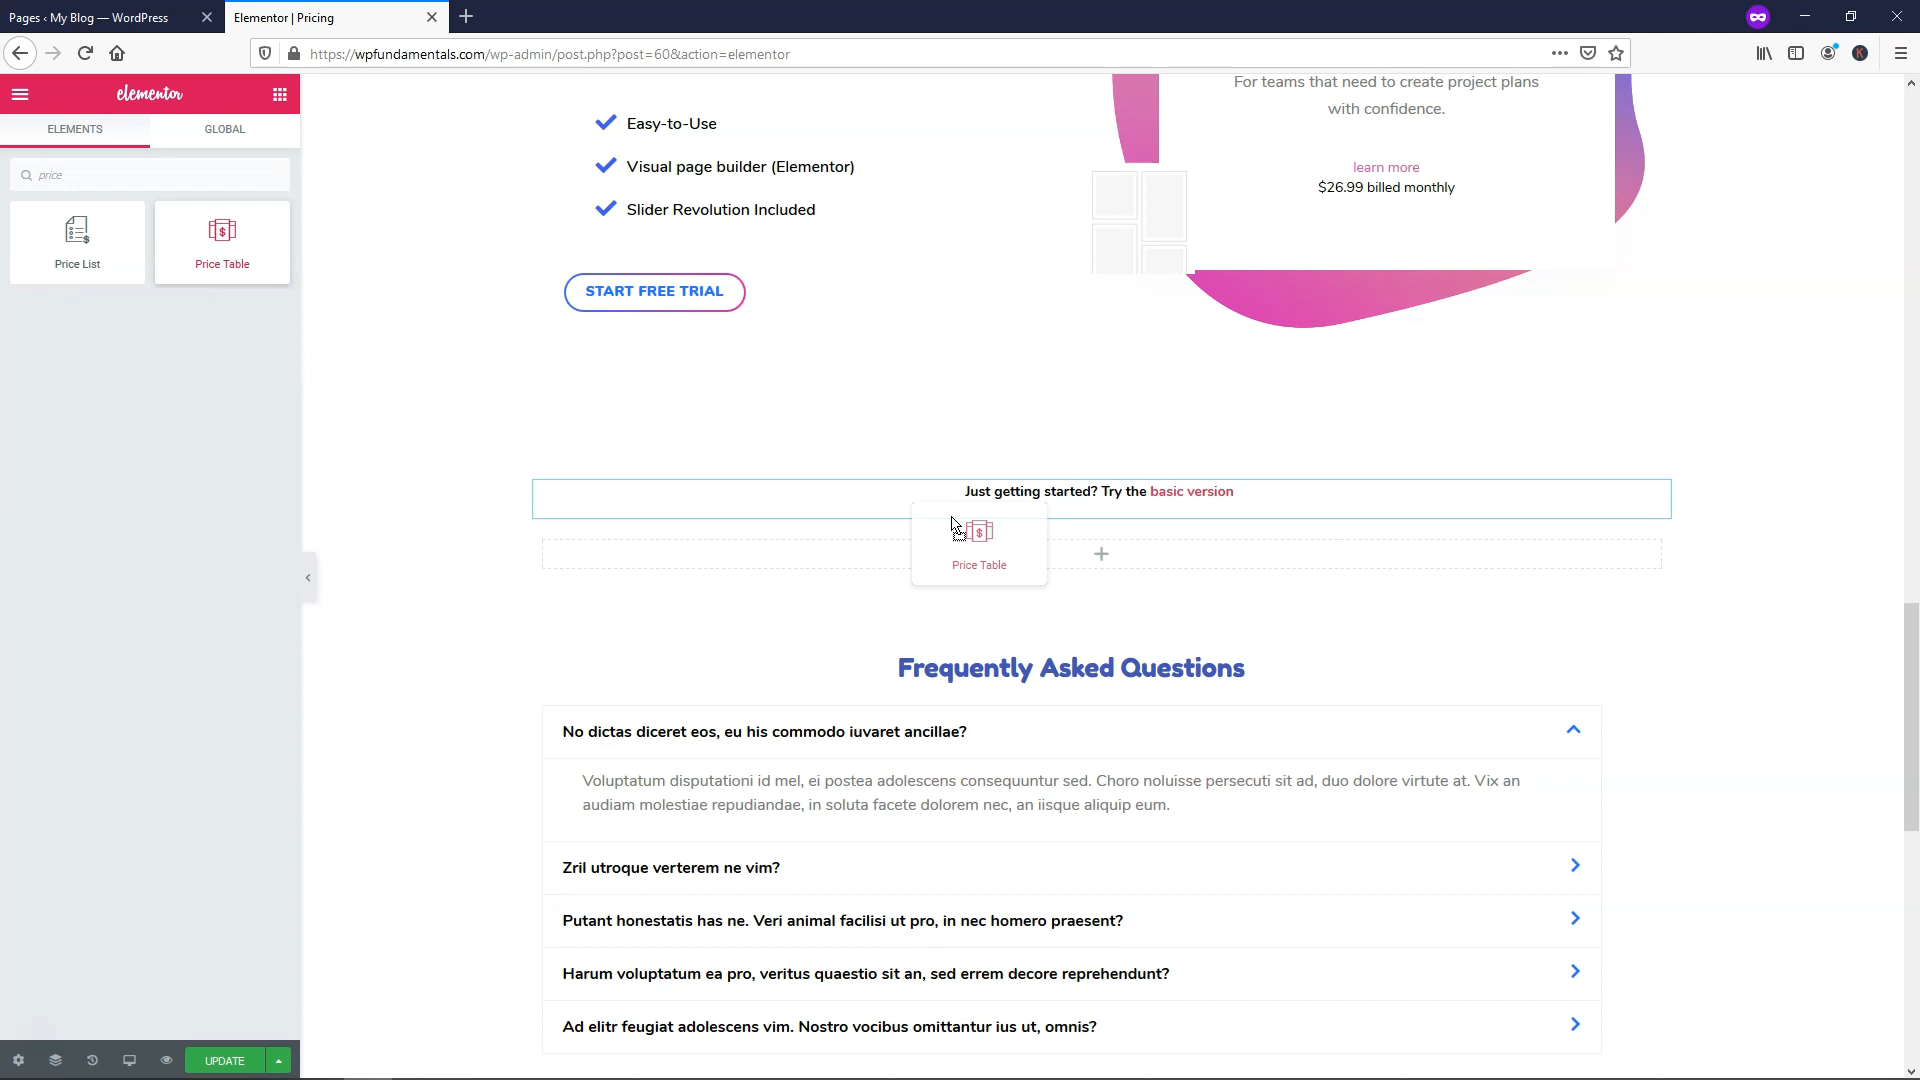 Pages ‹ My Blog — WordPress
Elementor | Pricing
https://wpfundamentals.com/wp-admin/post.php?post=60&action=elementor
K
elementor
ELEMENTS
GLOBAL
price
Price List
Price Table
For teams that need to create project plans
with confidence.
learn more
$26.99 billed monthly
Easy-to-Use
Visual page builder (Elementor)
Slider Revolution Included
START FREE TRIAL
Just getting started? Try the basic version
Price Table
Frequently Asked Questions
No dictas diceret eos, eu his commodo iuvaret ancillae?
Voluptatum disputationi id mel, ei postea adolescens consequuntur sed. Choro noluisse persecuti sit ad, duo dolore virtute at. Vix an
audiam molestiae repudiandae, in soluta facete dolorem nec, an iisque aliquip eum.
Zril utroque verterem ne vim?
Putant honestatis has ne. Veri animal facilisi ut pro, in nec homero praesent?
Harum voluptatum ea pro, veritus quaestio sit an, sed errem decore reprehendunt?
Ad elitr feugiat adolescens vim. Nostro vocibus omittantur ius ut, omnis?
UPDATE